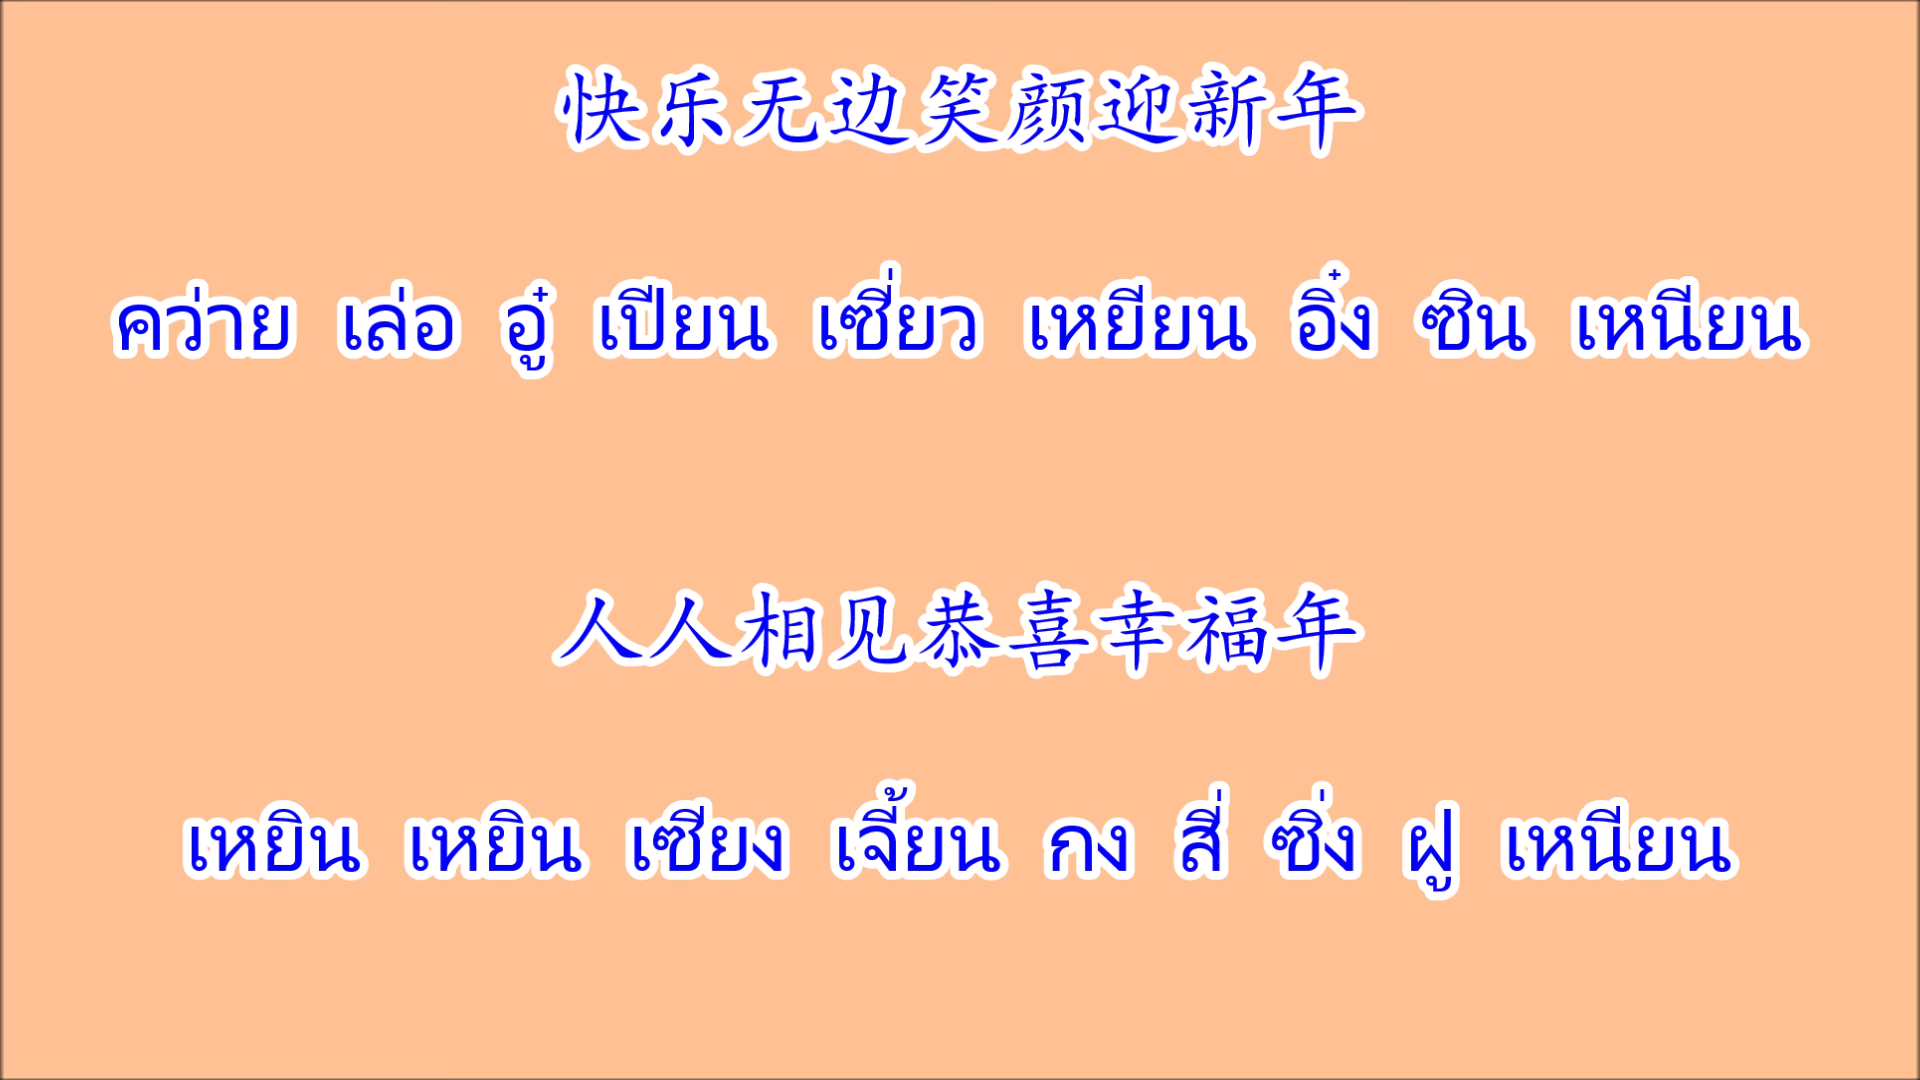 快乐无边笑颜迎新年
คว่าย เล่อ อู๋ เปียน เซี่ยว เหยียน อิ๋ง ซิน เหนียน
人人相见恭喜幸福年
เหยิน เหยิน เซียง เจี้ยน กง สี่ ซิ่ง ฝู เหนียน